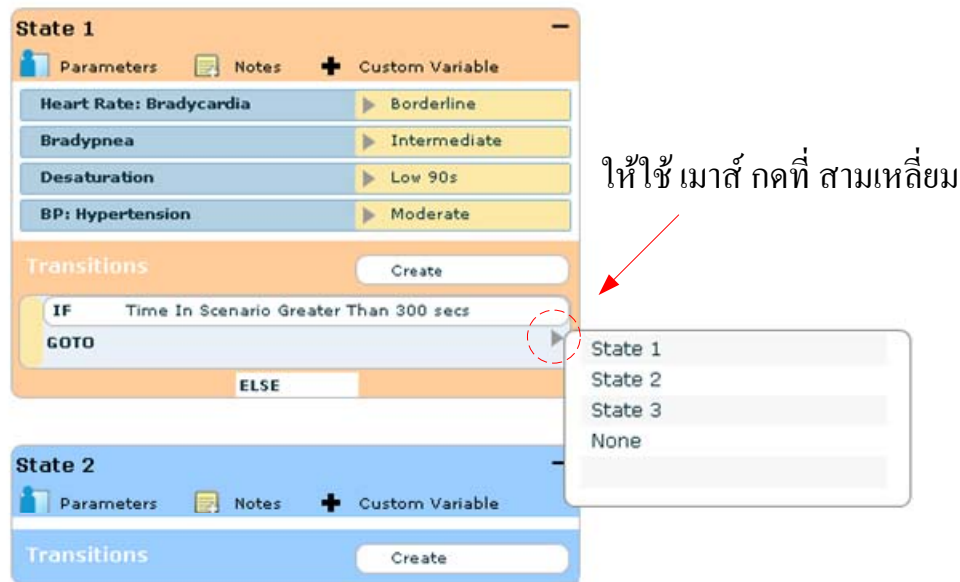 State 1
Parameters Notes Custom Variable
Heart Rate: Bradycardia Borderline
Bradypnea Intermediate
Desaturation Low 90s
BP: Hypertension Moderate
ให้ใช้ เมาส์ กดที่ สามเหลี่ยม
Transitions Create
IF Time In Scenario Greater Than 300 secs
GOTO
ELSE
State 1
State 2
State 3
None
State 2
Parameters Notes Custom Variable
Transitions Create